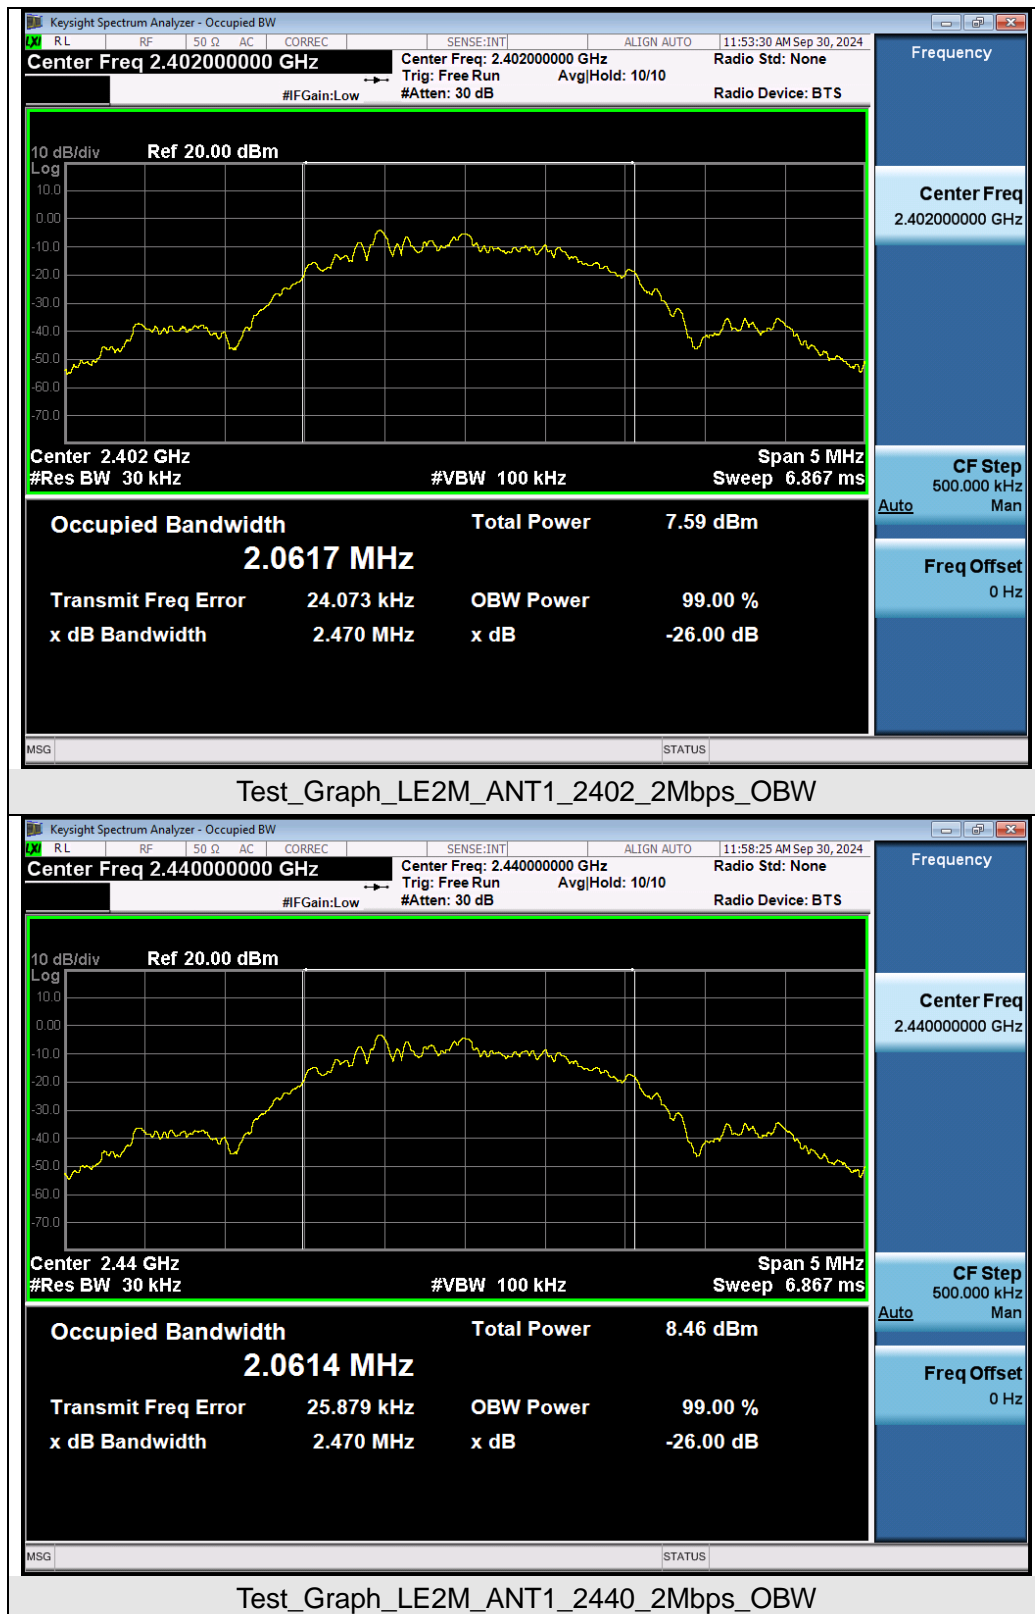 Keysight Spectrum Analyzer - Occupied BW
LXI RL RF 50 Ω AC CORREC SENSE:INT ALIGN AUTO 11:53:30 AM Sep 30, 2024
Center Freq 2.402000000 GHz
Center Freq: 2.402000000 GHz
Radio Std: None
Trig: Free Run Avg|Hold: 10/10
#IFGain:Low
#Atten: 30 dB
Radio Device: BTS
Frequency
10 dB/div Ref 20.00 dBm
Log
10.0
0.00
-10.0
-20.0
-30.0
-40.0
-50.0
-60.0
-70.0
Center Freq
2.402000000 GHz
Center 2.402 GHz
Span 5 MHz
#Res BW 30 kHz
#VBW 100 kHz
Sweep 6.867 ms
CF Step
500.000 kHz
Auto Man
Occupied Bandwidth
Total Power 7.59 dBm
2.0617 MHz
Freq Offset
0 Hz
Transmit Freq Error 24.073 kHz
OBW Power 99.00 %
x dB Bandwidth 2.470 MHz
x dB -26.00 dB
MSG
STATUS
Test_Graph_LE2M_ANT1_2402_2Mbps_OBW
Keysight Spectrum Analyzer - Occupied BW
LXI RL RF 50 Ω AC CORREC SENSE:INT ALIGN AUTO 11:58:25 AM Sep 30, 2024
Center Freq 2.440000000 GHz
Center Freq: 2.440000000 GHz
Radio Std: None
Trig: Free Run Avg|Hold: 10/10
#IFGain:Low
#Atten: 30 dB
Radio Device: BTS
Frequency
10 dB/div Ref 20.00 dBm
Log
10.0
0.00
-10.0
-20.0
-30.0
-40.0
-50.0
-60.0
-70.0
Center Freq
2.440000000 GHz
Center 2.44 GHz
Span 5 MHz
#Res BW 30 kHz
#VBW 100 kHz
Sweep 6.867 ms
CF Step
500.000 kHz
Auto Man
Occupied Bandwidth
Total Power 8.46 dBm
2.0614 MHz
Freq Offset
0 Hz
Transmit Freq Error 25.879 kHz
OBW Power 99.00 %
x dB Bandwidth 2.470 MHz
x dB -26.00 dB
MSG
STATUS
Test_Graph_LE2M_ANT1_2440_2Mbps_OBW